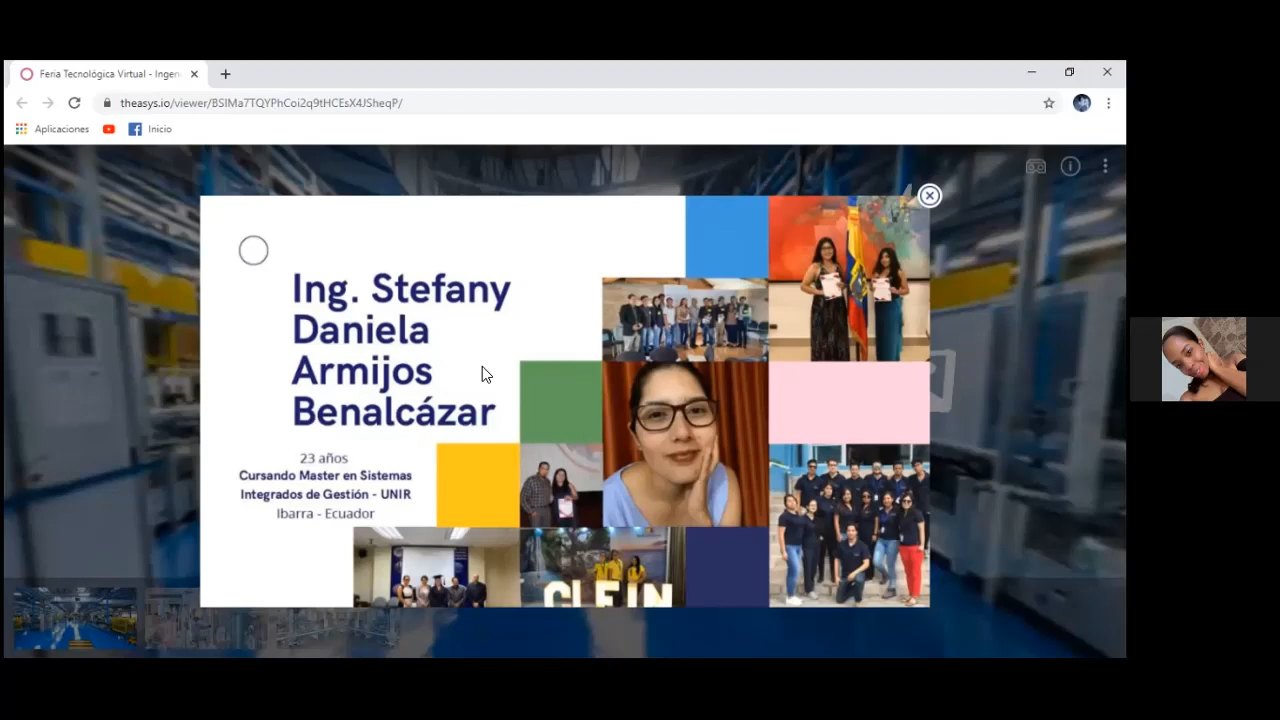 Feria Tecnológica Virtual - Ingen
theasys.io/viewer/BSIMa7TQYPhCoi2q9tHCEsX4JSheqP/
Aplicaciones
Inicio
Ing. Stefany
Daniela
Armijos
Benalcázar
23 años
Cursando Master en Sistemas
Integrados de Gestión - UNIR
Ibarra - Ecuador
CLEIN